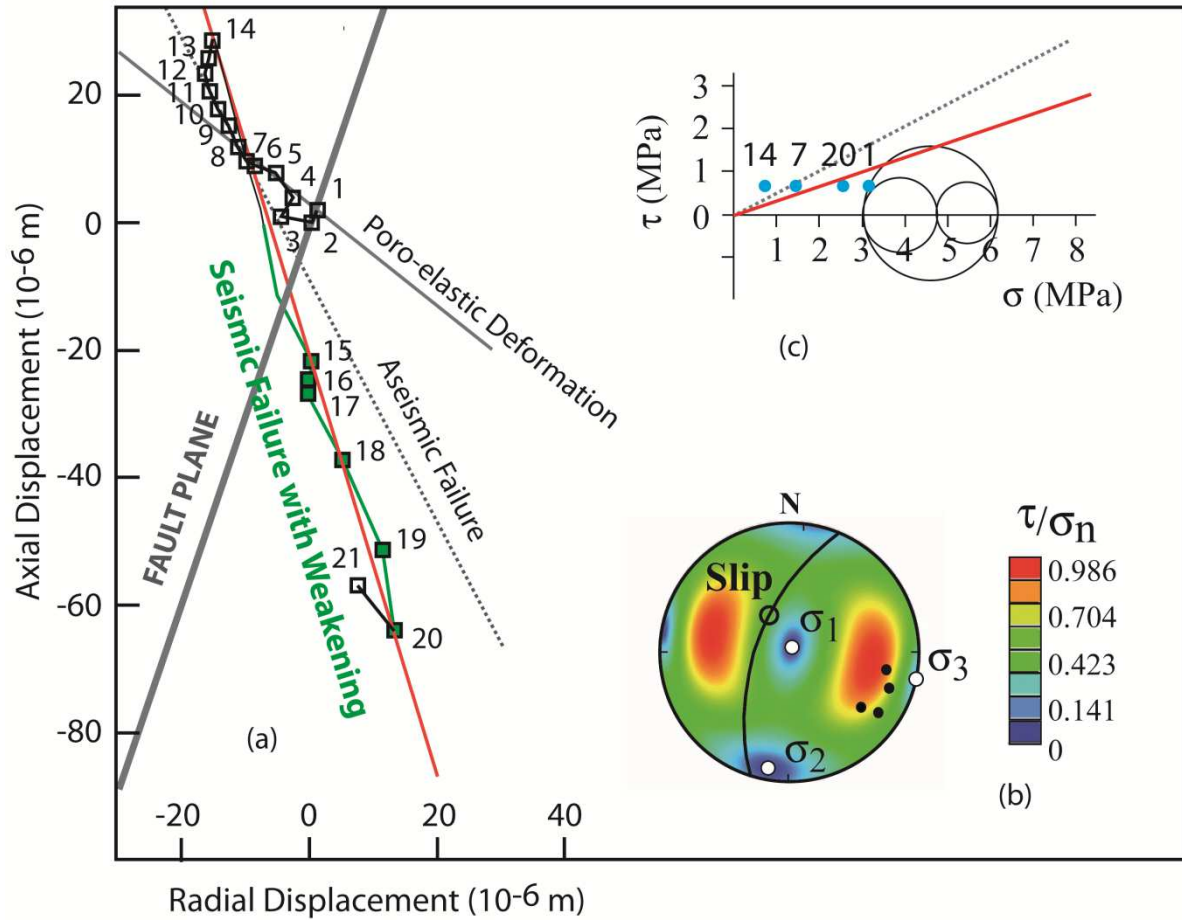 14
13
12
11
10
9
8
76
5
4
1
3
2
20
0
-20
-40
-60
-80
Axial Displacement (10-6 m)
-20
0
20
40
Radial Displacement (10-6 m)
FAULT PLANE
Seismic Failure with Weakening
Poro-elastic Deformation
Aseismic Failure
15
16
17
18
19
21
20
(a)
τ (MPa)
3
2
1
0
14 7 20 1
1 2 3 4 5 6 7 8
σ (MPa)
(c)
N
Slip
σ1
σ2
σ3
τ/σn
0.986
0.704
0.423
0.141
0
(b)